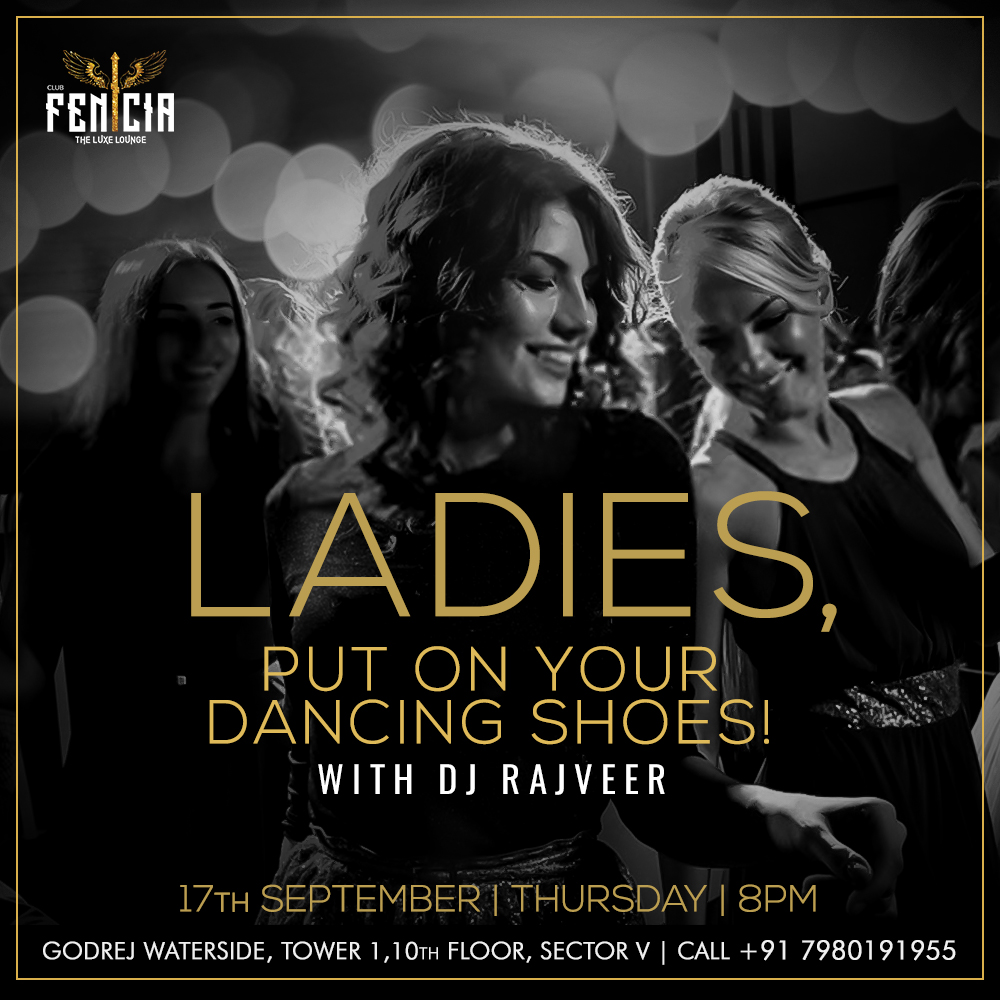 CLUB
FENICIA
THE LUXE LOUNGE
LADIES,
PUT ON YOUR
DANCING SHOES!
WITH DJ RAJVEER
17TH SEPTEMBER | THURSDAY | 8PM
GODREJ WATERSIDE, TOWER 1,10TH FLOOR, SECTOR V | CALL +91 7980191955